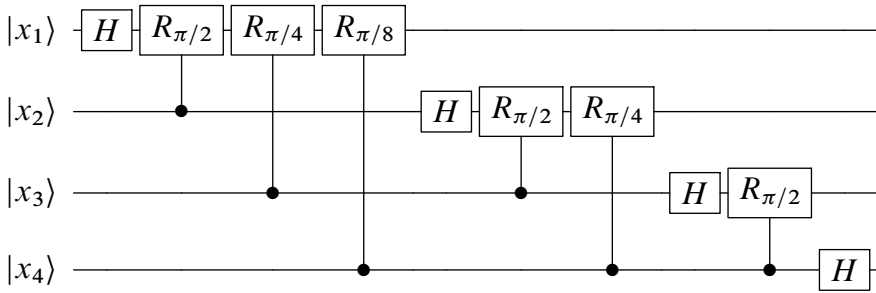 |x₁⟩ H R_{π/2} R_{π/4} R_{π/8}
|x₂⟩ H R_{π/2} R_{π/4}
|x₃⟩ H R_{π/2}
|x₄⟩ H